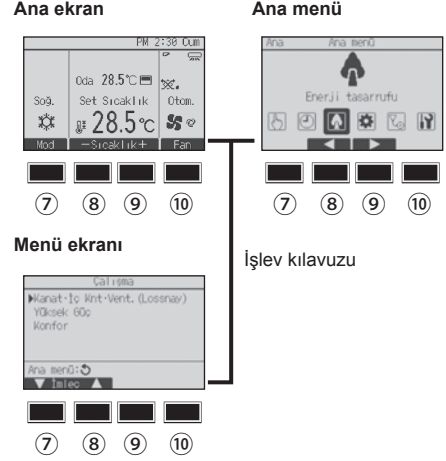 Ana ekran
PM 2:30 Cum
Oda 28.5°C
Soğ. Set Sıcaklık Otom.
28.5°C
Mod −Sıcaklık+ Fan
⑦ ⑧ ⑨ ⑩
Ana menü
Ana Ana menü
Enerji tasarrufu
⑦ ⑧ ⑨ ⑩
İşlev kılavuzu
Menü ekranı
Çalışma
▶Kanat·İç Knt·Vent. (Lossnay)
Yüksek Güç
Konfor
Ana menü:
▼ İmleç ▲
⑦ ⑧ ⑨ ⑩